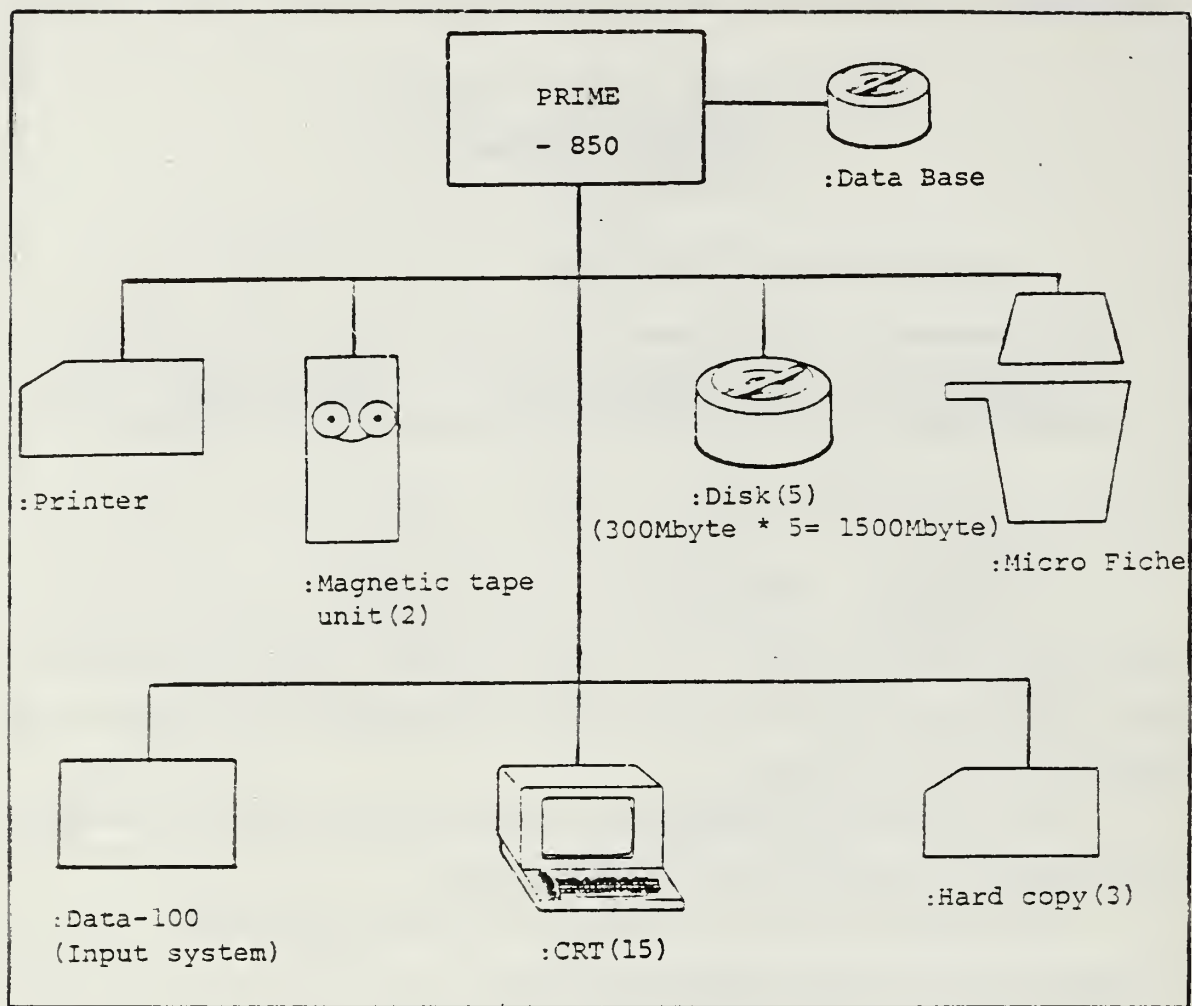 PRIME
- 850
:Data Base
:Printer
:Magnetic tape
unit(2)
:Disk(5)
(300Mbyte * 5= 1500Mbyte)
:Micro Fiche
:Data-100
(Input system)
:CRT(15)
:Hard copy(3)